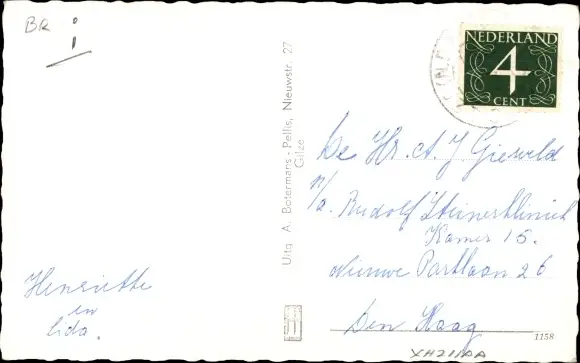 BR i
NEDERLAND
4
CENT
Uitg A. Botermans - Pellis, Nieuwstr. 27
Gilze
De Hr. A. J. Gieveld
p/a. Rudolf Steinerkliniek
Kamer 15.
Nieuwe Parklaan 26
Den Haag
Henriette
en
Lida.
1158
XH211AA